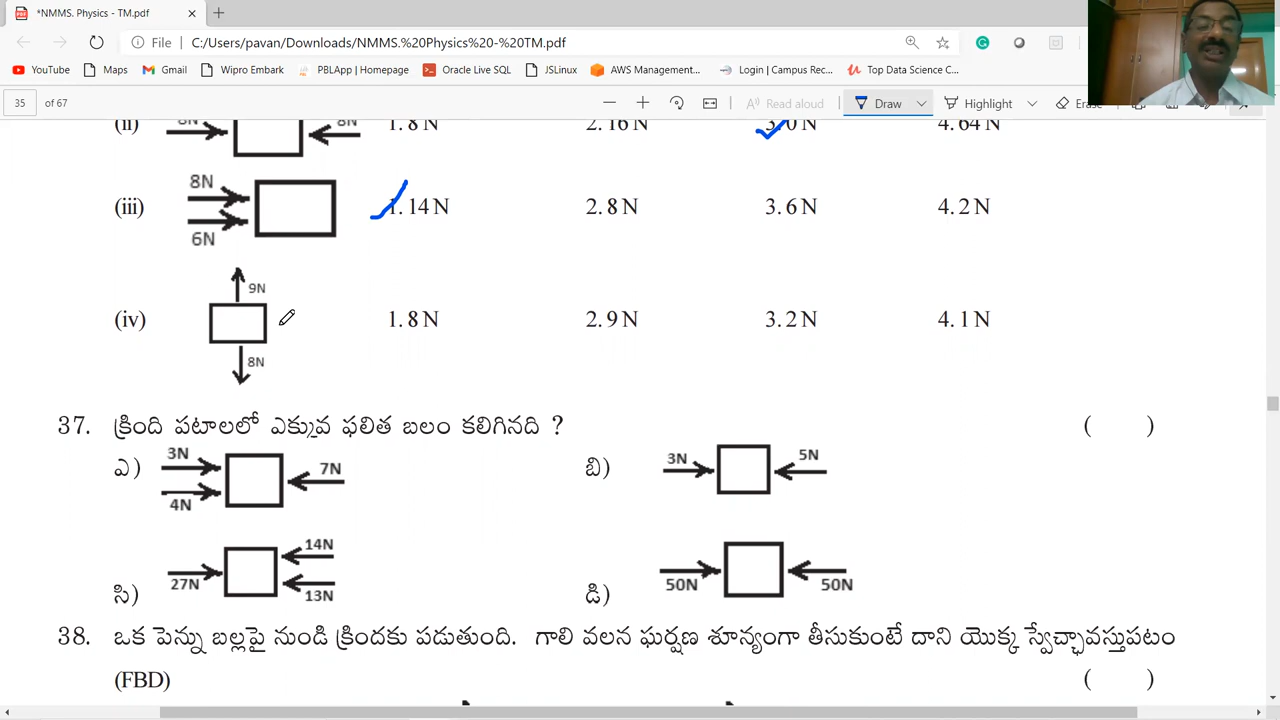 *NMMS. Physics - TM.pdf
File C:/Users/pavan/Downloads/NMMS.%20Physics%20-%20TM.pdf
YouTube Maps Gmail Wipro Embark PBLApp | Homepage Oracle Live SQL JSLinux AWS Management... Login | Campus Rec... Top Data Science C...
35 of 67 Read aloud Draw Highlight
(ii) 8N 8N 1. 8 N 2. 16 N 3. 0 N 4. 64 N
(iii) 8N 6N 1. 14 N 2. 8 N 3. 6 N 4. 2 N
(iv) 9N 8N 1. 8 N 2. 9 N 3. 2 N 4. 1 N
37. క్రింది పటాలలో ఎక్కువ ఫలిత బలం కలిగినది ? ( )
ఎ) 3N 4N 7N బి) 3N 5N
సి) 27N 14N 13N డి) 50N 50N
38. ఒక పెన్ను బల్లపై నుండి క్రిందకు పడుతుంది. గాలి వలన ఘర్షణ శూన్యంగా తీసుకుంటే దాని యొక్క స్వేచ్ఛావస్తుపటం
(FBD) ( )